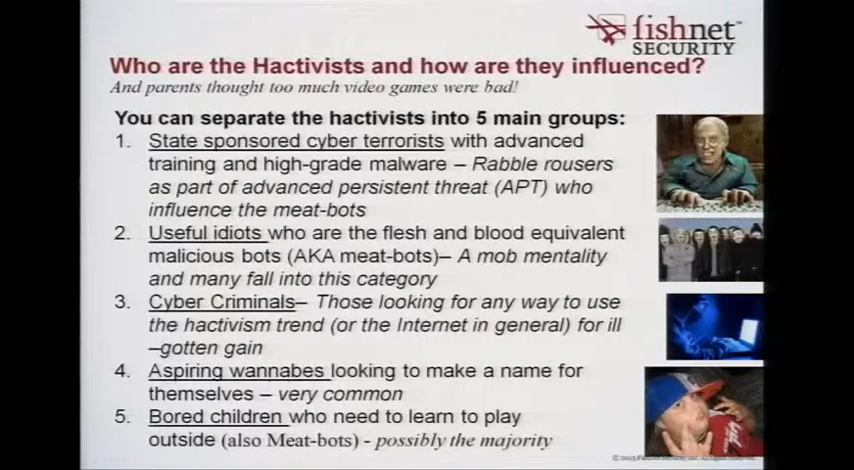 fishnet™
SECURITY
Who are the Hactivists and how are they influenced?
And parents thought too much video games were bad!
You can separate the hactivists into 5 main groups:
1. State sponsored cyber terrorists with advanced
training and high-grade malware – Rabble rousers
as part of advanced persistent threat (APT) who
influence the meat-bots
2. Useful idiots who are the flesh and blood equivalent
malicious bots (AKA meat-bots)– A mob mentality
and many fall into this category
3. Cyber Criminals– Those looking for any way to use
the hactivism trend (or the Internet in general) for ill
–gotten gain
4. Aspiring wannabes looking to make a name for
themselves – very common
5. Bored children who need to learn to play
outside (also Meat-bots) - possibly the majority